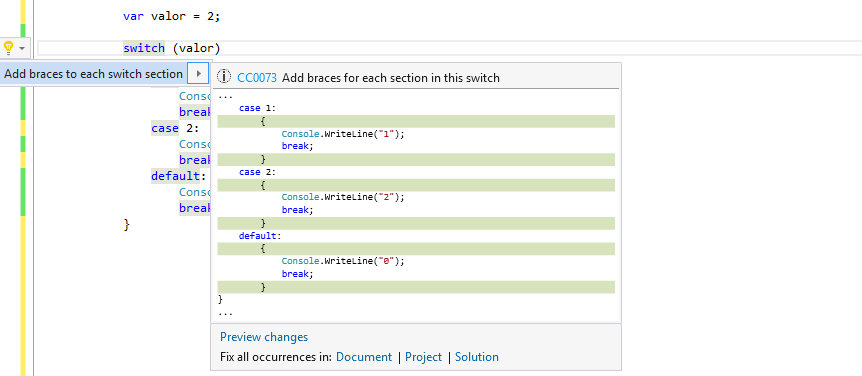 var valor = 2;
switch (valor)
Add braces to each switch section
CC0073 Add braces for each section in this switch
...
case 1:
{
Console.WriteLine("1");
break;
}
case 2:
{
Console.WriteLine("2");
break;
}
default:
{
Console.WriteLine("0");
break;
}
}
...
Preview changes
Fix all occurrences in: Document | Project | Solution
Conso
break
case 2:
Conso
break
default:
Conso
break
}